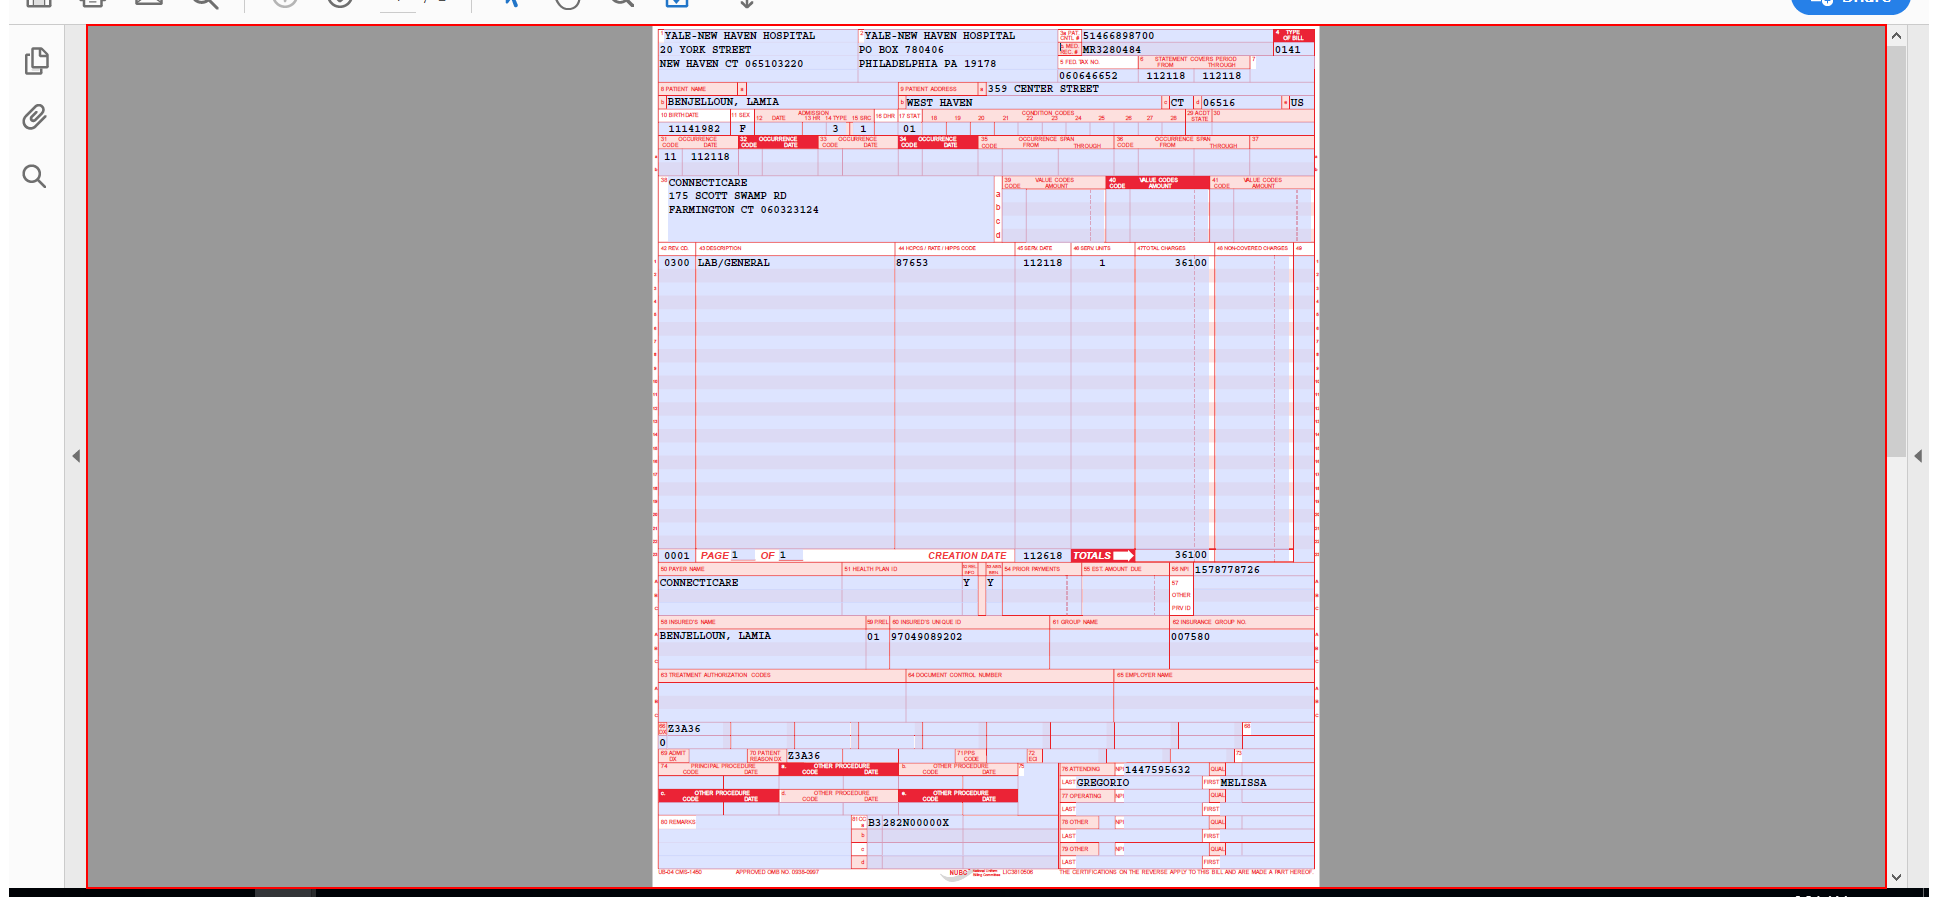 Share
1 YALE-NEW HAVEN HOSPITAL
20 YORK STREET
NEW HAVEN CT 065103220
2 YALE-NEW HAVEN HOSPITAL
PO BOX 780406
PHILADELPHIA PA 19178
3a PAT. CNTL # 51466898700
b. MED. REC. # MR3280484
4 TYPE OF BILL
0141
5 FED. TAX NO. 6 STATEMENT COVERS PERIOD FROM THROUGH 7
060646652 112118 112118
8 PATIENT NAME a 9 PATIENT ADDRESS a 359 CENTER STREET
b BENJELLOUN, LAMIA b WEST HAVEN c CT d 06516 e US
10 BIRTHDATE 11 SEX 12 DATE ADMISSION 13 HR 14 TYPE 15 SRC 16 DHR 17 STAT 18 19 20 21 CONDITION CODES 22 23 24 25 26 27 28 29 ACDT STATE 30
11141982 F 3 1 01
31 OCCURRENCE CODE DATE 32 OCCURRENCE CODE DATE 33 OCCURRENCE CODE DATE 34 OCCURRENCE CODE DATE 35 CODE OCCURRENCE SPAN FROM THROUGH 36 CODE OCCURRENCE SPAN FROM THROUGH 37
a 11 112118 a
b b
38 CONNECTICARE
175 SCOTT SWAMP RD
FARMINGTON CT 060323124
39 CODE VALUE CODES AMOUNT 40 CODE VALUE CODES AMOUNT 41 CODE VALUE CODES AMOUNT
a
b
c
d
42 REV. CD. 43 DESCRIPTION 44 HCPCS / RATE / HIPPS CODE 45 SERV. DATE 46 SERV. UNITS 47 TOTAL CHARGES 48 NON-COVERED CHARGES 49
0300 LAB/GENERAL 87653 112118 1 36100
0001 PAGE 1 OF 1 CREATION DATE 112618 TOTALS 36100
50 PAYER NAME 51 HEALTH PLAN ID 54 PRIOR PAYMENTS 55 EST. AMOUNT DUE 56 NPI 1578778726
A CONNECTICARE Y Y 57 A
B OTHER B
C PRV ID C
58 INSURED'S NAME 59 P.REL 60 INSURED'S UNIQUE ID 61 GROUP NAME 62 INSURANCE GROUP NO.
A BENJELLOUN, LAMIA 01 97049089202 007580 A
B B
C C
63 TREATMENT AUTHORIZATION CODES 64 DOCUMENT CONTROL NUMBER 65 EMPLOYER NAME
A A
B B
C C
66 DX Z3A36 68
0
69 ADMIT DX 70 PATIENT REASON DX Z3A36 71 PPS CODE 72 ECI 73
74 PRINCIPAL PROCEDURE CODE DATE a. OTHER PROCEDURE CODE DATE b. OTHER PROCEDURE CODE DATE 75
c. OTHER PROCEDURE CODE DATE d. OTHER PROCEDURE CODE DATE e. OTHER PROCEDURE CODE DATE
76 ATTENDING NPI 1447595632 QUAL
LAST GREGORIO FIRST MELISSA
77 OPERATING NPI QUAL
LAST FIRST
80 REMARKS 81CC a B3 282N00000X
b
c
d
78 OTHER NPI QUAL
LAST FIRST
79 OTHER NPI QUAL
LAST FIRST
UB-04 CMS-1450 APPROVED OMB NO. 0938-0997 NUBC National Uniform Billing Committee LIC9213506 THE CERTIFICATIONS ON THE REVERSE APPLY TO THIS BILL AND ARE MADE A PART HEREOF.